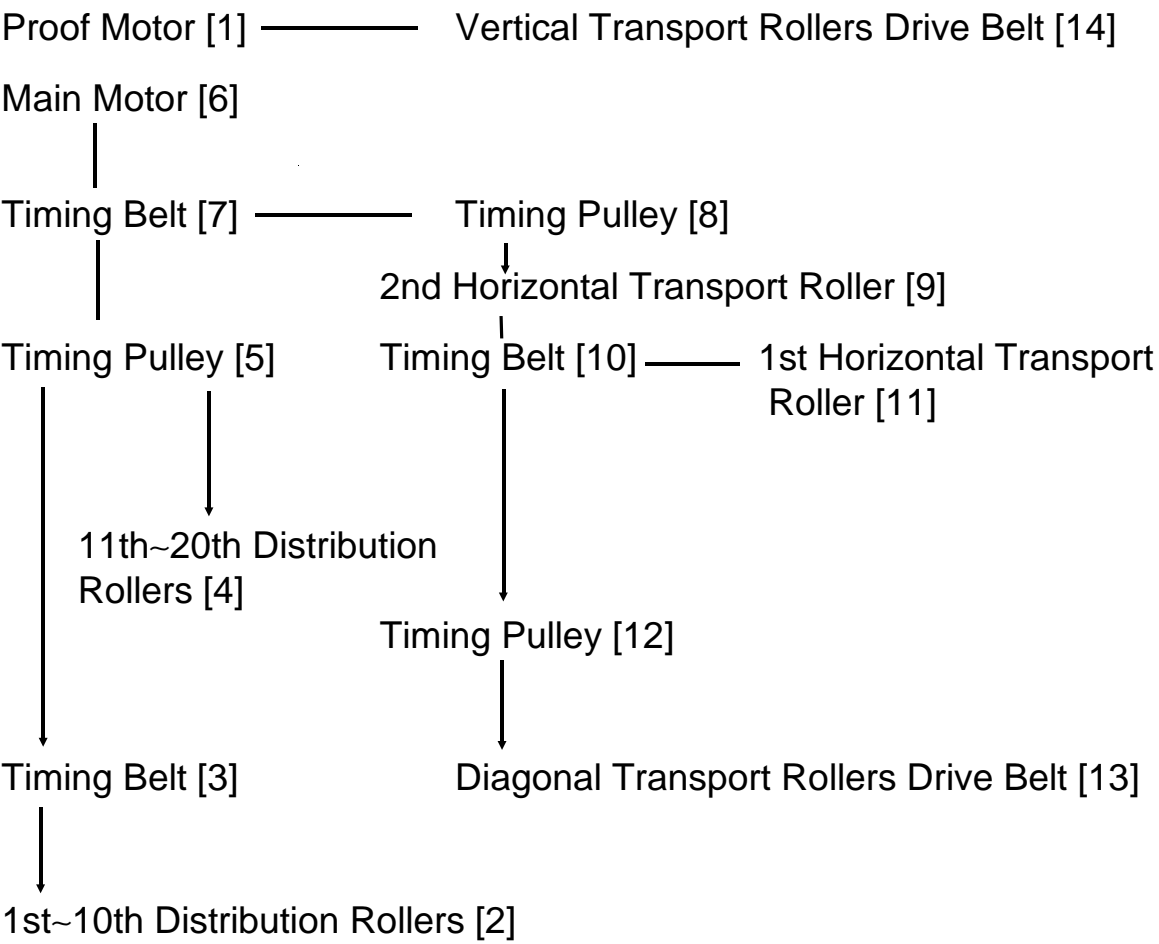 Proof Motor [1] Vertical Transport Rollers Drive Belt [14]
Main Motor [6]
Timing Belt [7] Timing Pulley [8]
2nd Horizontal Transport Roller [9]
Timing Pulley [5] Timing Belt [10] 1st Horizontal Transport
Roller [11]
11th~20th Distribution
Rollers [4]
Timing Pulley [12]
Timing Belt [3] Diagonal Transport Rollers Drive Belt [13]
1st~10th Distribution Rollers [2]